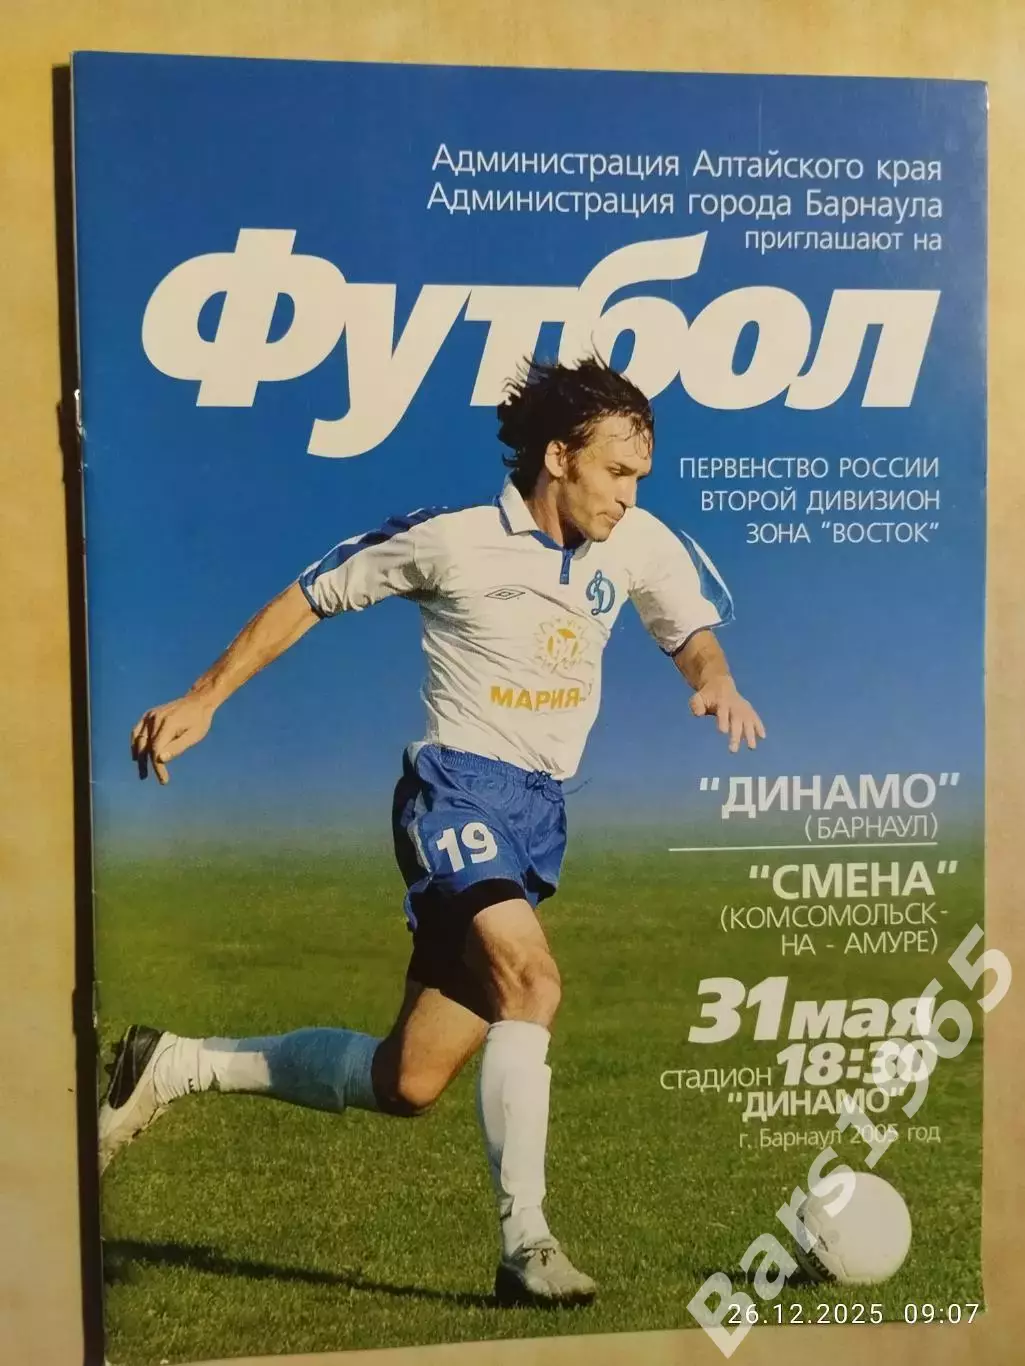 Администрация Алтайского края
Администрация города Барнаула
приглашают на
Футбол
ПЕРВЕНСТВО РОССИИ
ВТОРОЙ ДИВИЗИОН
ЗОНА "ВОСТОК"
МАРИЯ-
19
"ДИНАМО"
(БАРНАУЛ)
"СМЕНА"
(КОМСОМОЛЬСК-
НА - АМУРЕ)
31 мая
18:30
СТАДИОН
"ДИНАМО"
г. Барнаул 2005 год
Bars1965
26.12.2025 09:07